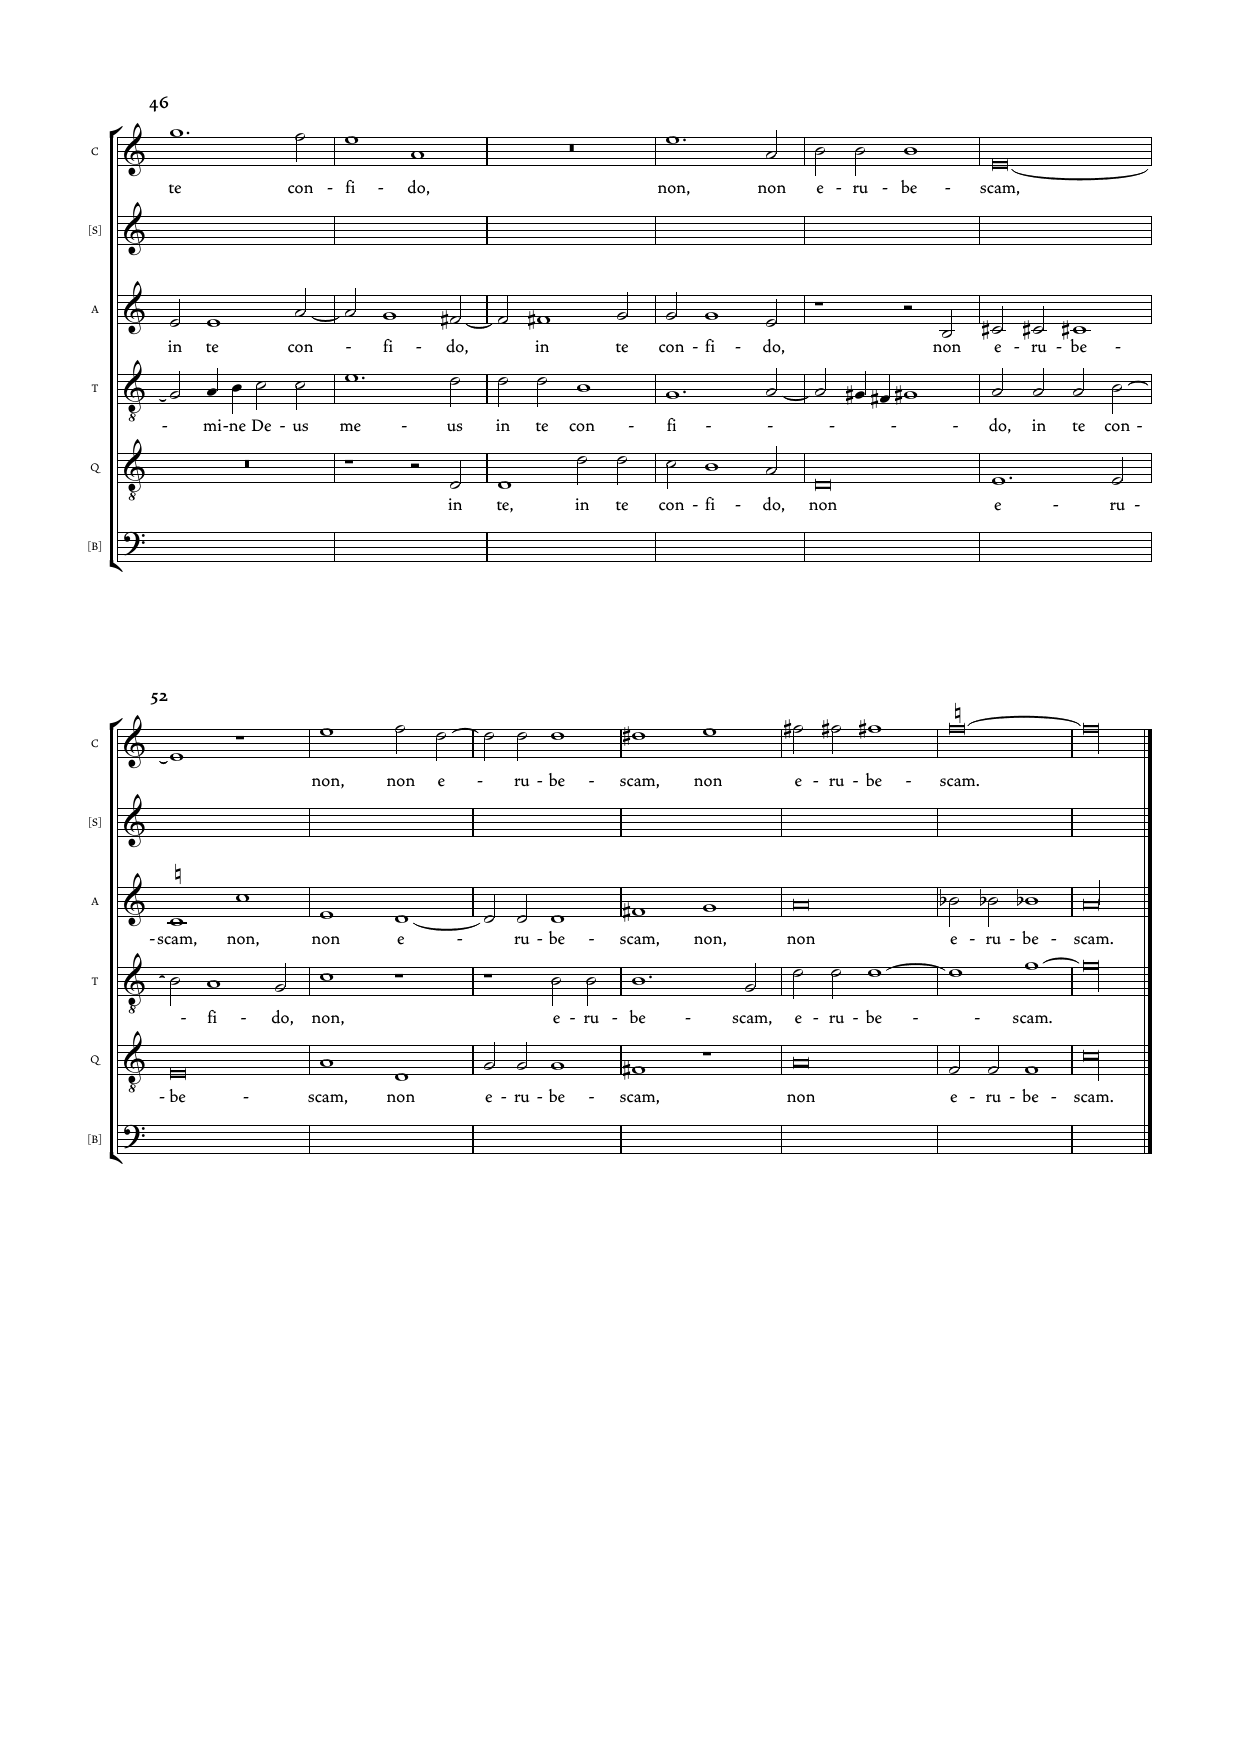 46
C
te con - fi - do, non, non e - ru - be - scam,
[S]
A
in te con - fi - do, in te con - fi - do, non e - ru - be -
T
- mi - ne De - us me - us in te con - fi - - - - - do, in te con -
8
Q
in te, in te con - fi - do, non e - ru -
8
[B]
52
C
non, non e - ru - be - scam, non e - ru - be - scam.
[S]
A
- scam, non, non e - ru - be - scam, non, non e - ru - be - scam.
T
- fi - do, non, e - ru - be - scam, e - ru - be - - scam.
8
Q
- be - scam, non e - ru - be - scam, non e - ru - be - scam.
8
[B]